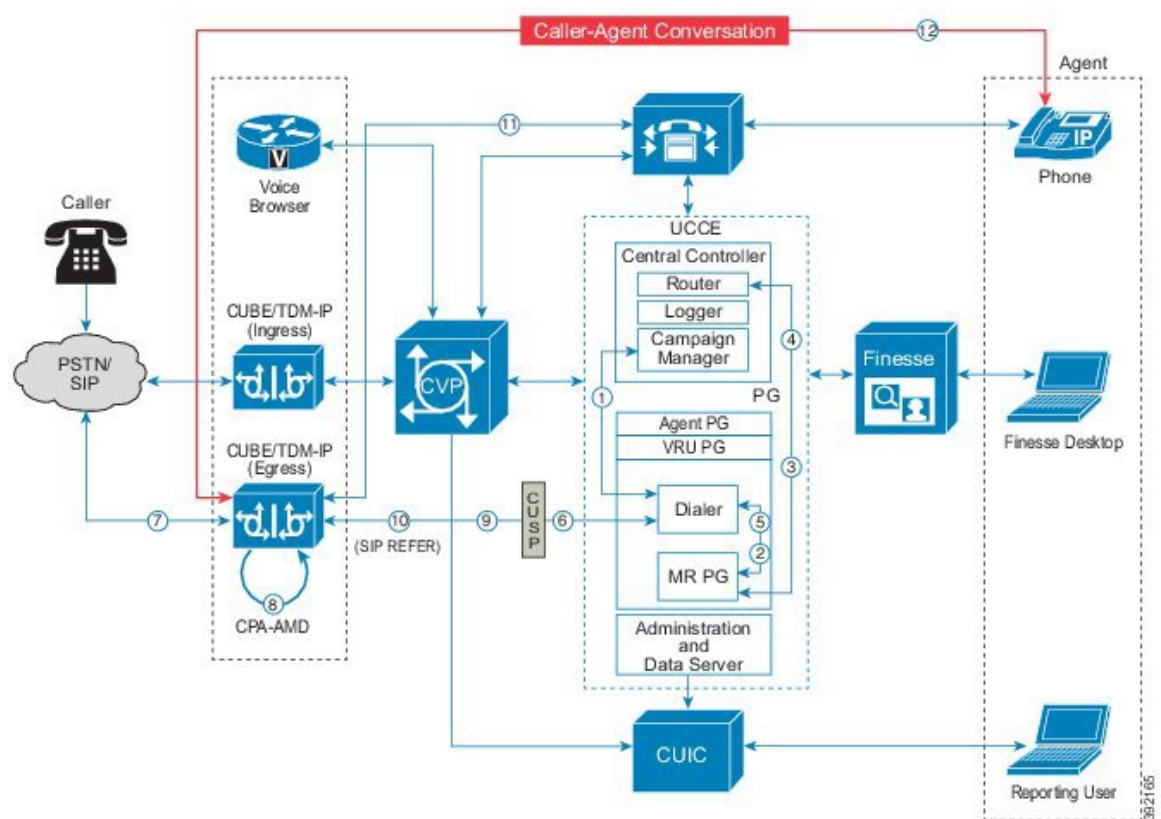 Caller-Agent Conversation
12
Agent
11
V
Voice
Browser
IP
Phone
Caller
UCCE
Central Controller
Router
Logger
Campaign
Manager
4
CUBE/TDM-IP
(Ingress)
PSTN/
SIP
CVP
Finesse
1
PG
Agent PG
VRU PG
3
Finesse Desktop
CUBE/TDM-IP
(Egress)
7
10
(SIP REFER)
9
CUSP
6
Dialer
5
2
MR PG
8
CPA-AMD
Administration
and
Data Server
CUIC
Reporting User
392165